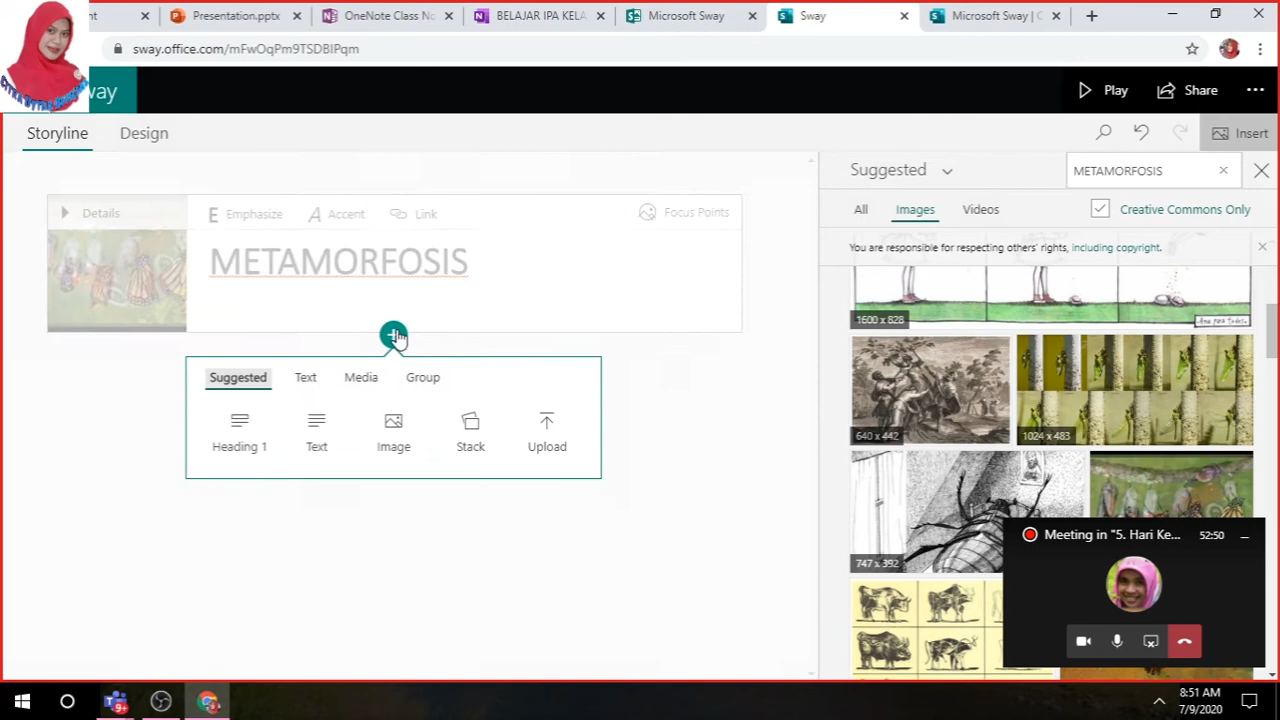 Presentation.pptx
OneNote Class No
BELAJAR IPA KELA
Microsoft Sway
Sway
Microsoft Sway | C
sway.office.com/mFwOqPm9TSDBIPqm
Play
Share
Storyline
Design
Insert
Suggested
METAMORFOSIS
Details
E Emphasize
A Accent
Link
Focus Points
All
Images
Videos
Creative Commons Only
METAMORFOSIS
You are responsible for respecting others' rights, including copyright.
1600 x 828
Suggested
Text
Media
Group
Heading 1
Text
Image
Stack
Upload
640 x 442
1024 x 483
747 x 392
Meeting in "5. Hari Ke...
52:50
9+
8:51 AM
7/9/2020